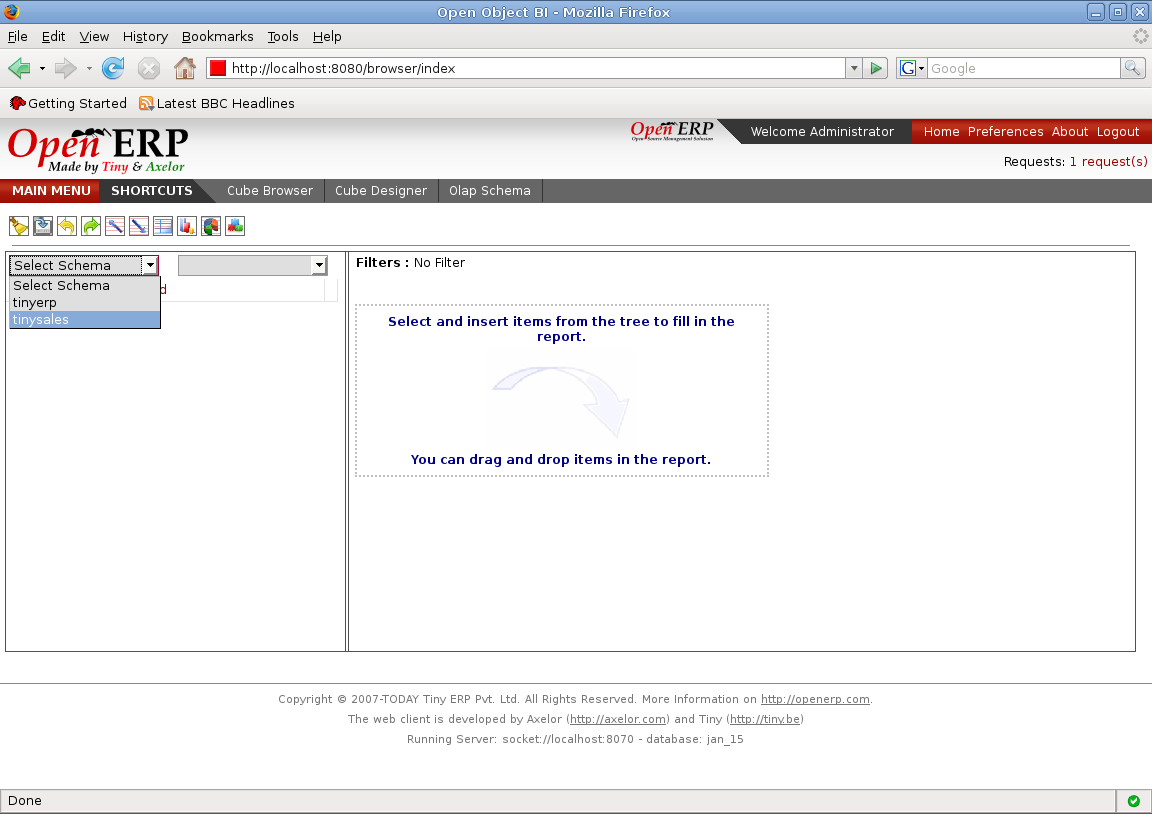 Open Object BI - Mozilla Firefox
File Edit View History Bookmarks Tools Help
http://localhost:8080/browser/index
G
Google
Getting Started Latest BBC Headlines
Open ERP
Made by Tiny & Axelor
Open ERP
Open Source Management Solution
Welcome Administrator
Home Preferences About Logout
Requests: 1 request(s)
MAIN MENU SHORTCUTS Cube Browser Cube Designer Olap Schema
Select Schema
Select Schema
tinyerp
tinysales
d
Filters : No Filter
Select and insert items from the tree to fill in the
report.
You can drag and drop items in the report.
Copyright © 2007-TODAY Tiny ERP Pvt. Ltd. All Rights Reserved. More Information on http://openerp.com.
The web client is developed by Axelor (http://axelor.com) and Tiny (http://tiny.be)
Running Server: socket://localhost:8070 - database: jan_15
Done